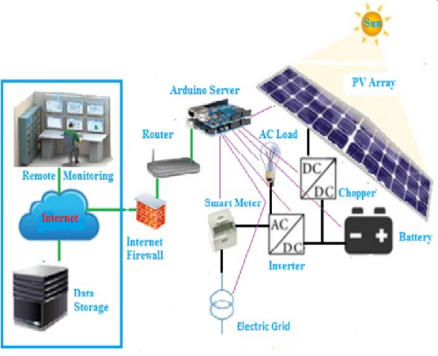 Sun
PV Array
Arduino Server
Router
AC Load
DC
DC
Chopper
Remote Monitoring
Internet
Smart Meter
AC
DC
Inverter
Battery
Internet
Firewall
Data
Storage
Electric Grid